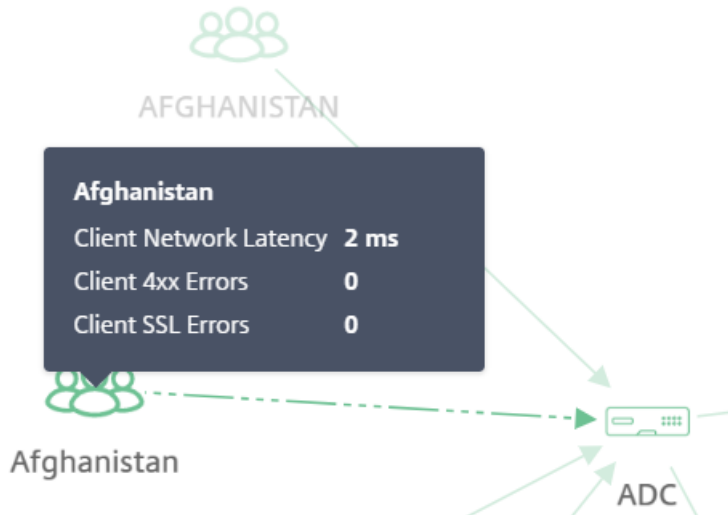 AFGHANISTAN
Afghanistan
Client Network Latency 2 ms
Client 4xx Errors 0
Client SSL Errors 0
Afghanistan
ADC